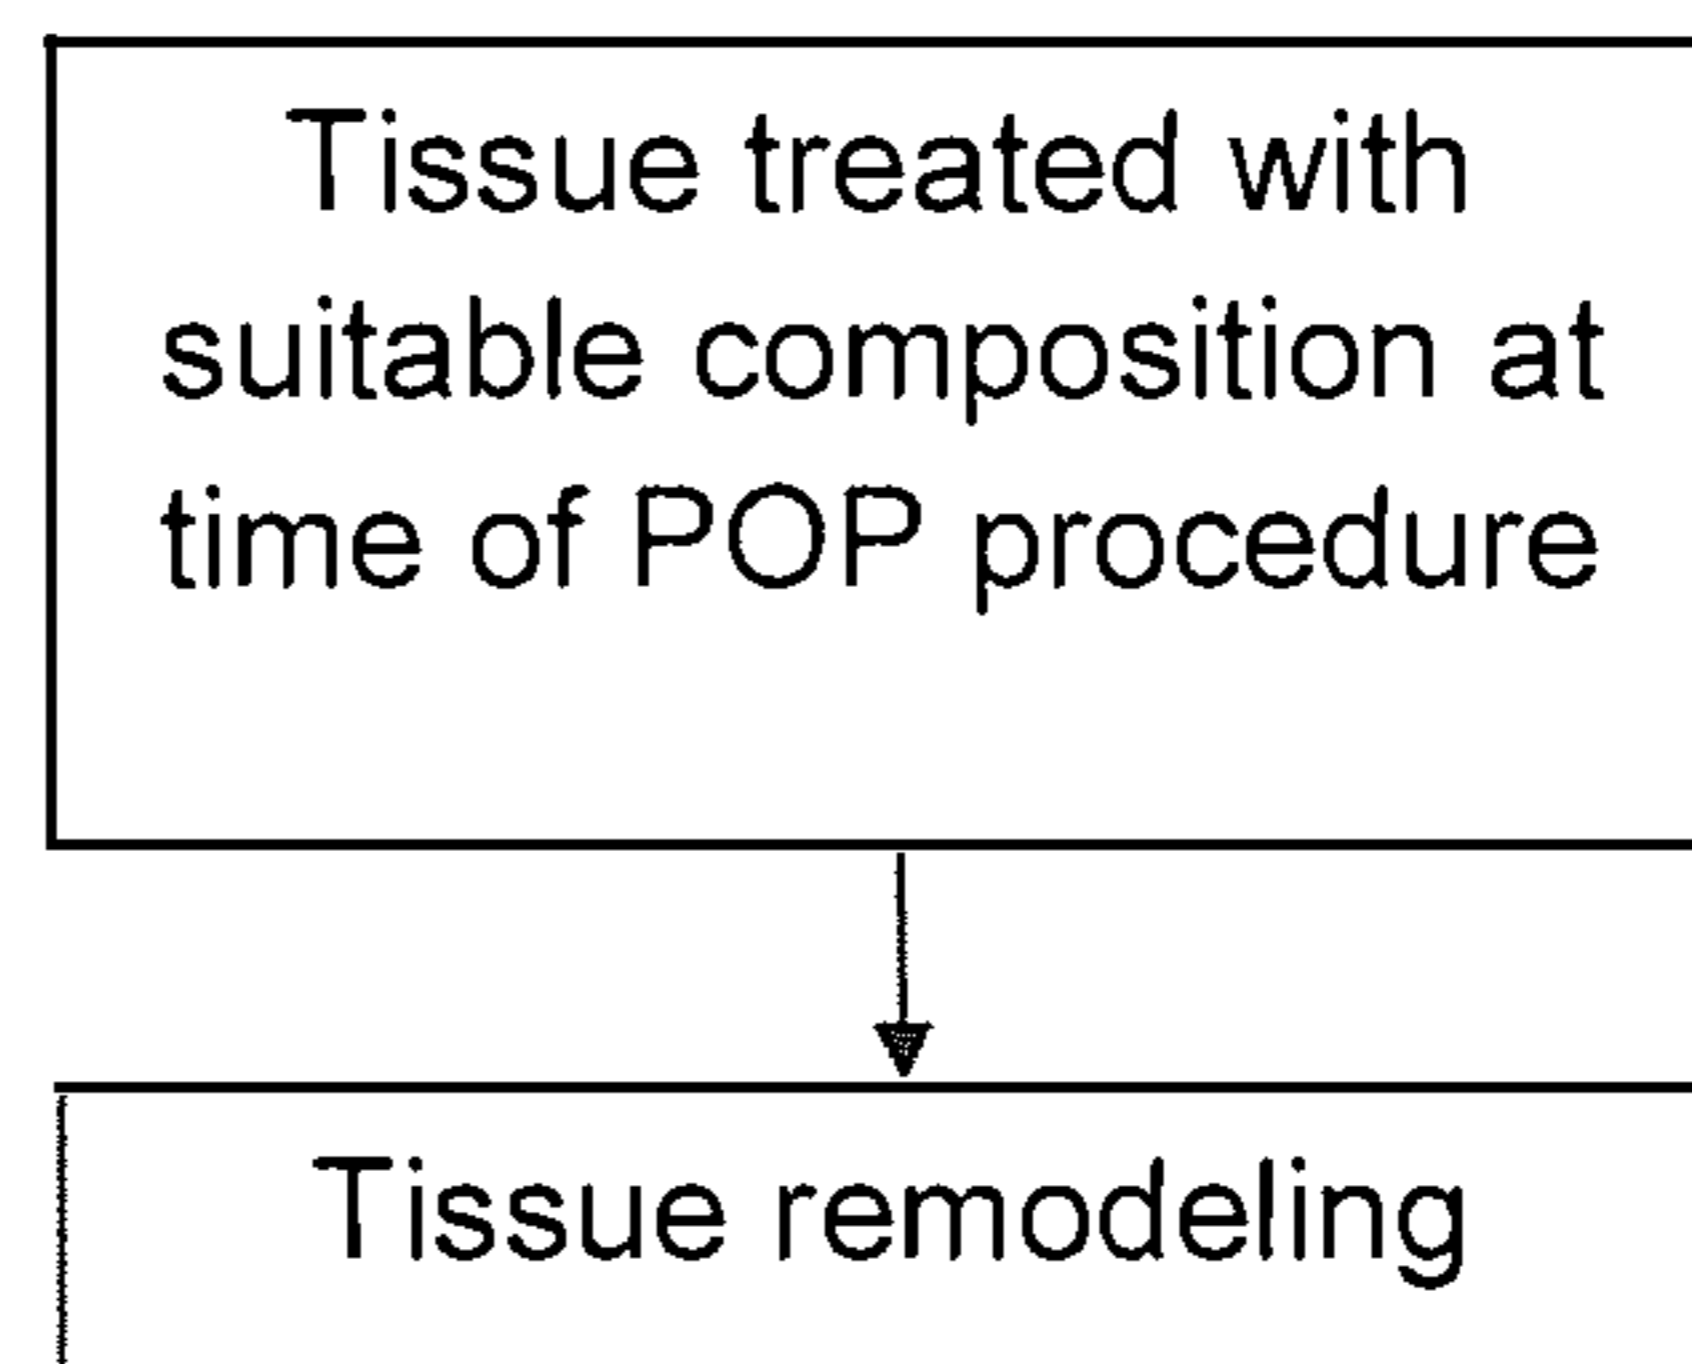 Tissue treated with
suitable composition at
time of POP procedure
Tissue remodeling